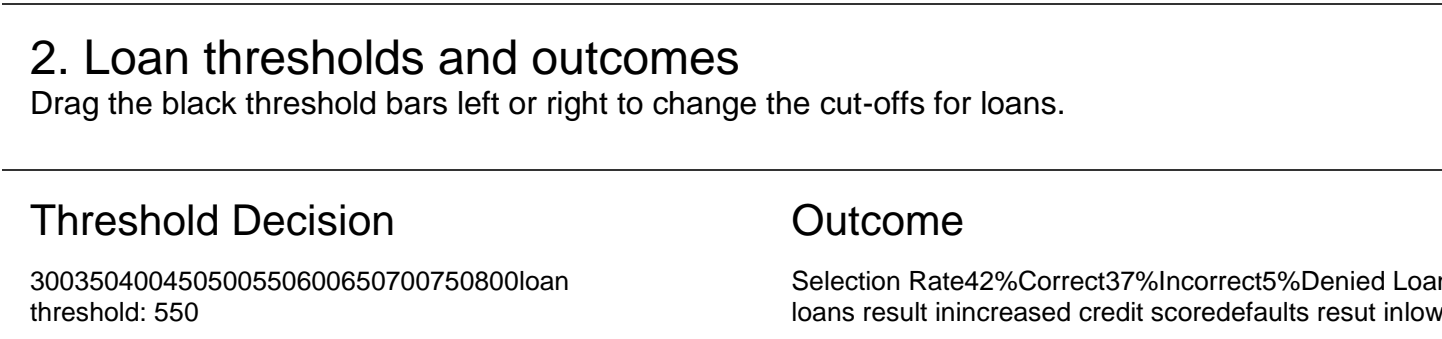 2. Loan thresholds and outcomes
Drag the black threshold bars left or right to change the cut-offs for loans.
Threshold Decision
300350400450500550600650700750800loan
threshold: 550
Outcome
Selection Rate42%Correct37%Incorrect5%Denied Loan
loans result inincreased credit scoredefaults resut inlow